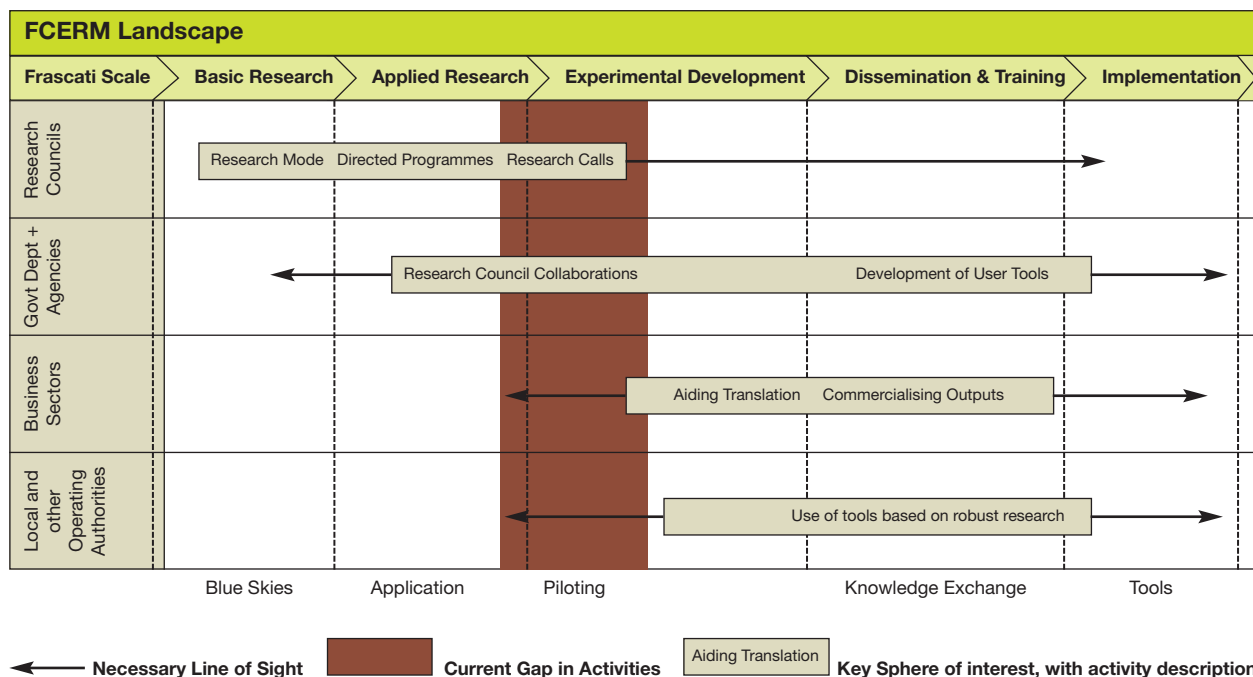 FCERM Landscape
Frascati Scale
Basic Research
Applied Research
Experimental Development
Dissemination & Training
Implementation
Research
Councils
Research Mode
Directed Programmes
Research Calls
Govt Dept +
Agencies
Research Council Collaborations
Development of User Tools
Business
Sectors
Aiding Translation
Commercialising Outputs
Local and
other
Operating
Authorities
Use of tools based on robust research
Blue Skies
Application
Piloting
Knowledge Exchange
Tools
Necessary Line of Sight
Current Gap in Activities
Aiding Translation
Key Sphere of interest, with activity description